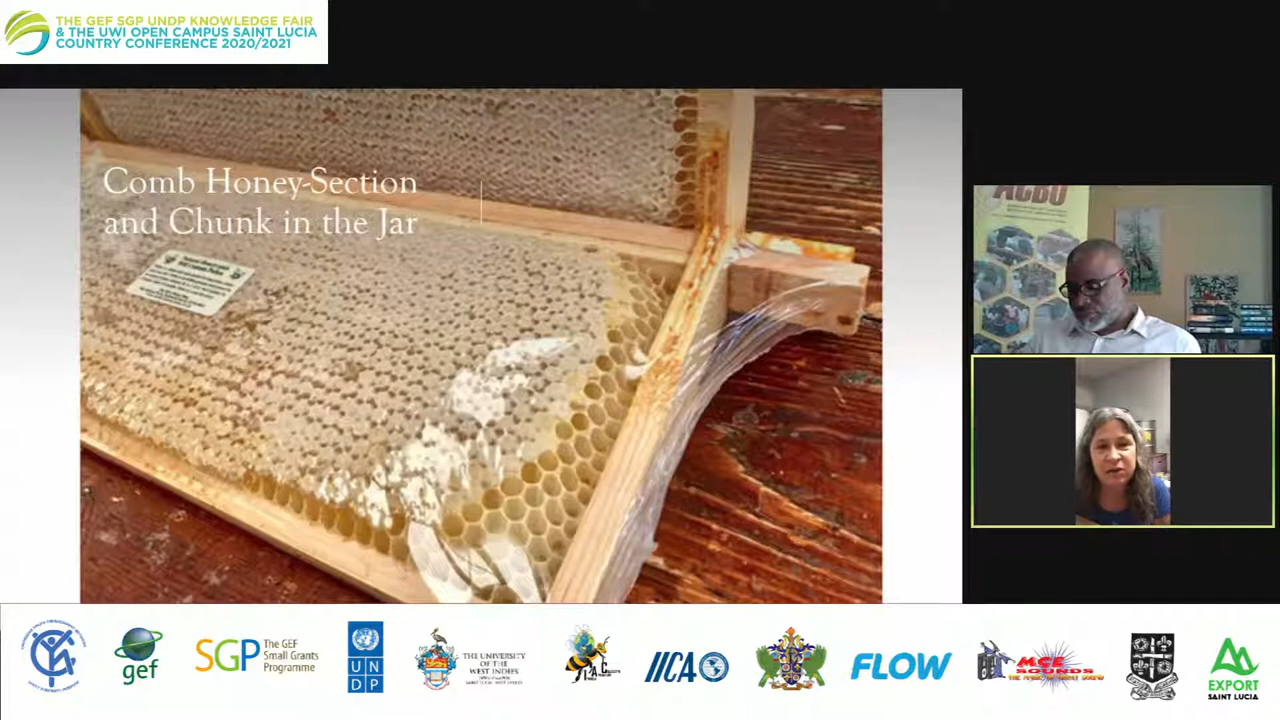 THE GEF SGP UNDP KNOWLEDGE FAIR
& THE UWI OPEN CAMPUS SAINT LUCIA
COUNTRY CONFERENCE 2020/2021
Comb Honey-Section
and Chunk in the Jar
ACBO
gef
SGP
The GEF
Small Grants
Programme
U N
D P
THE UNIVERSITY
OF THE
WEST INDIES
IICA
FLOW
MCE
SOUNDS
EXPORT
SAINT LUCIA